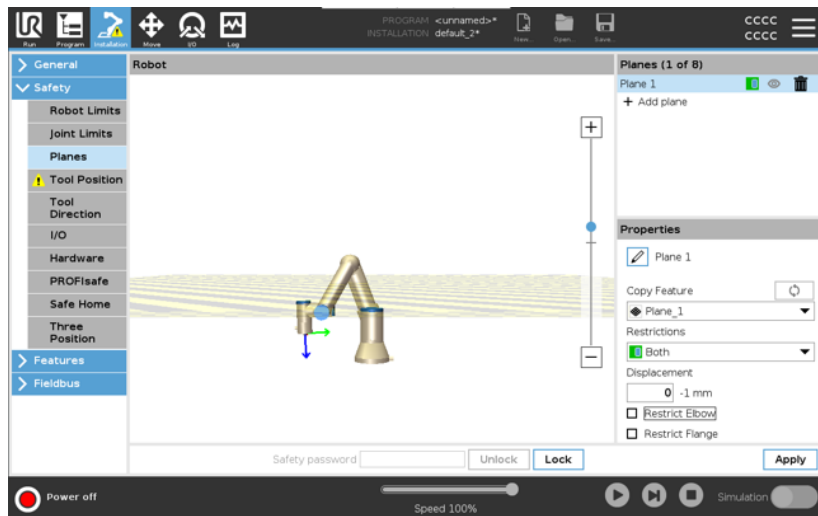 PROGRAM <unnamed>*
INSTALLATION default_2*
CCCC
CCCC
Run Program Installation Move I/O Log New... Open... Save...
General
Safety
Robot Limits
Joint Limits
Planes
Tool Position
Tool
Direction
I/O
Hardware
PROFIsafe
Safe Home
Three
Position
Features
Fieldbus
Robot
+
−
Planes (1 of 8)
Plane 1
+ Add plane
Properties
Plane 1
Copy Feature
Plane_1
Restrictions
Both
Displacement
0 -1 mm
Restrict Elbow
Restrict Flange
Safety password Unlock Lock Apply
Power off
Speed 100%
Simulation